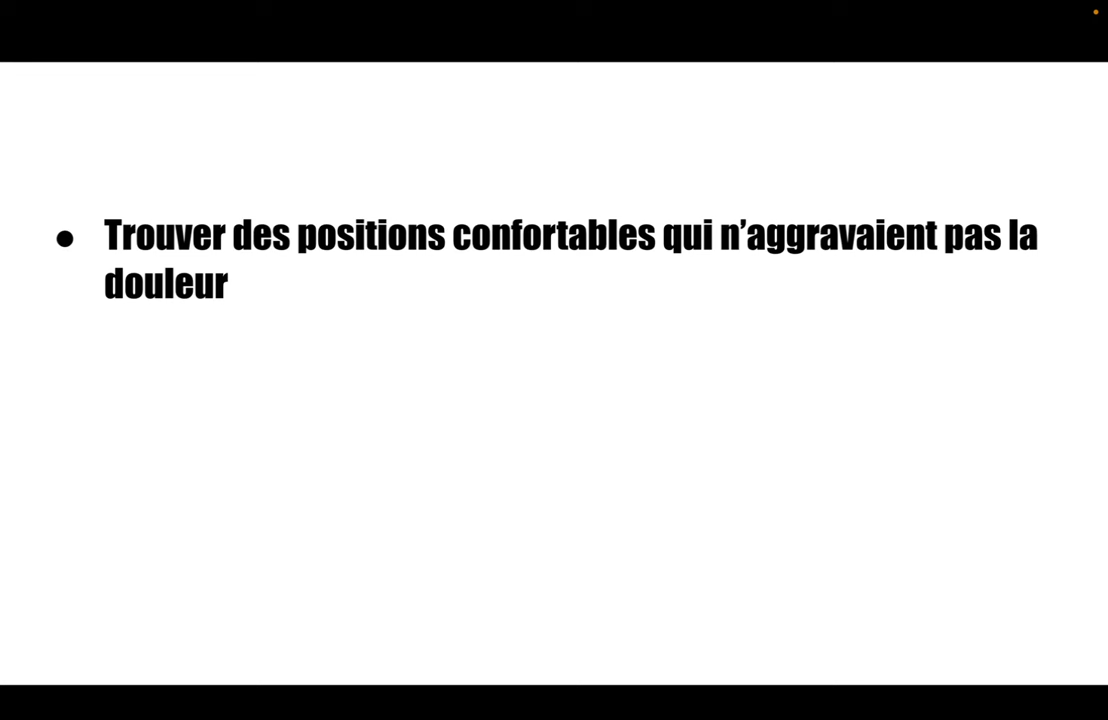 ● Trouver des positions confortables qui n’aggravaient pas la
douleur